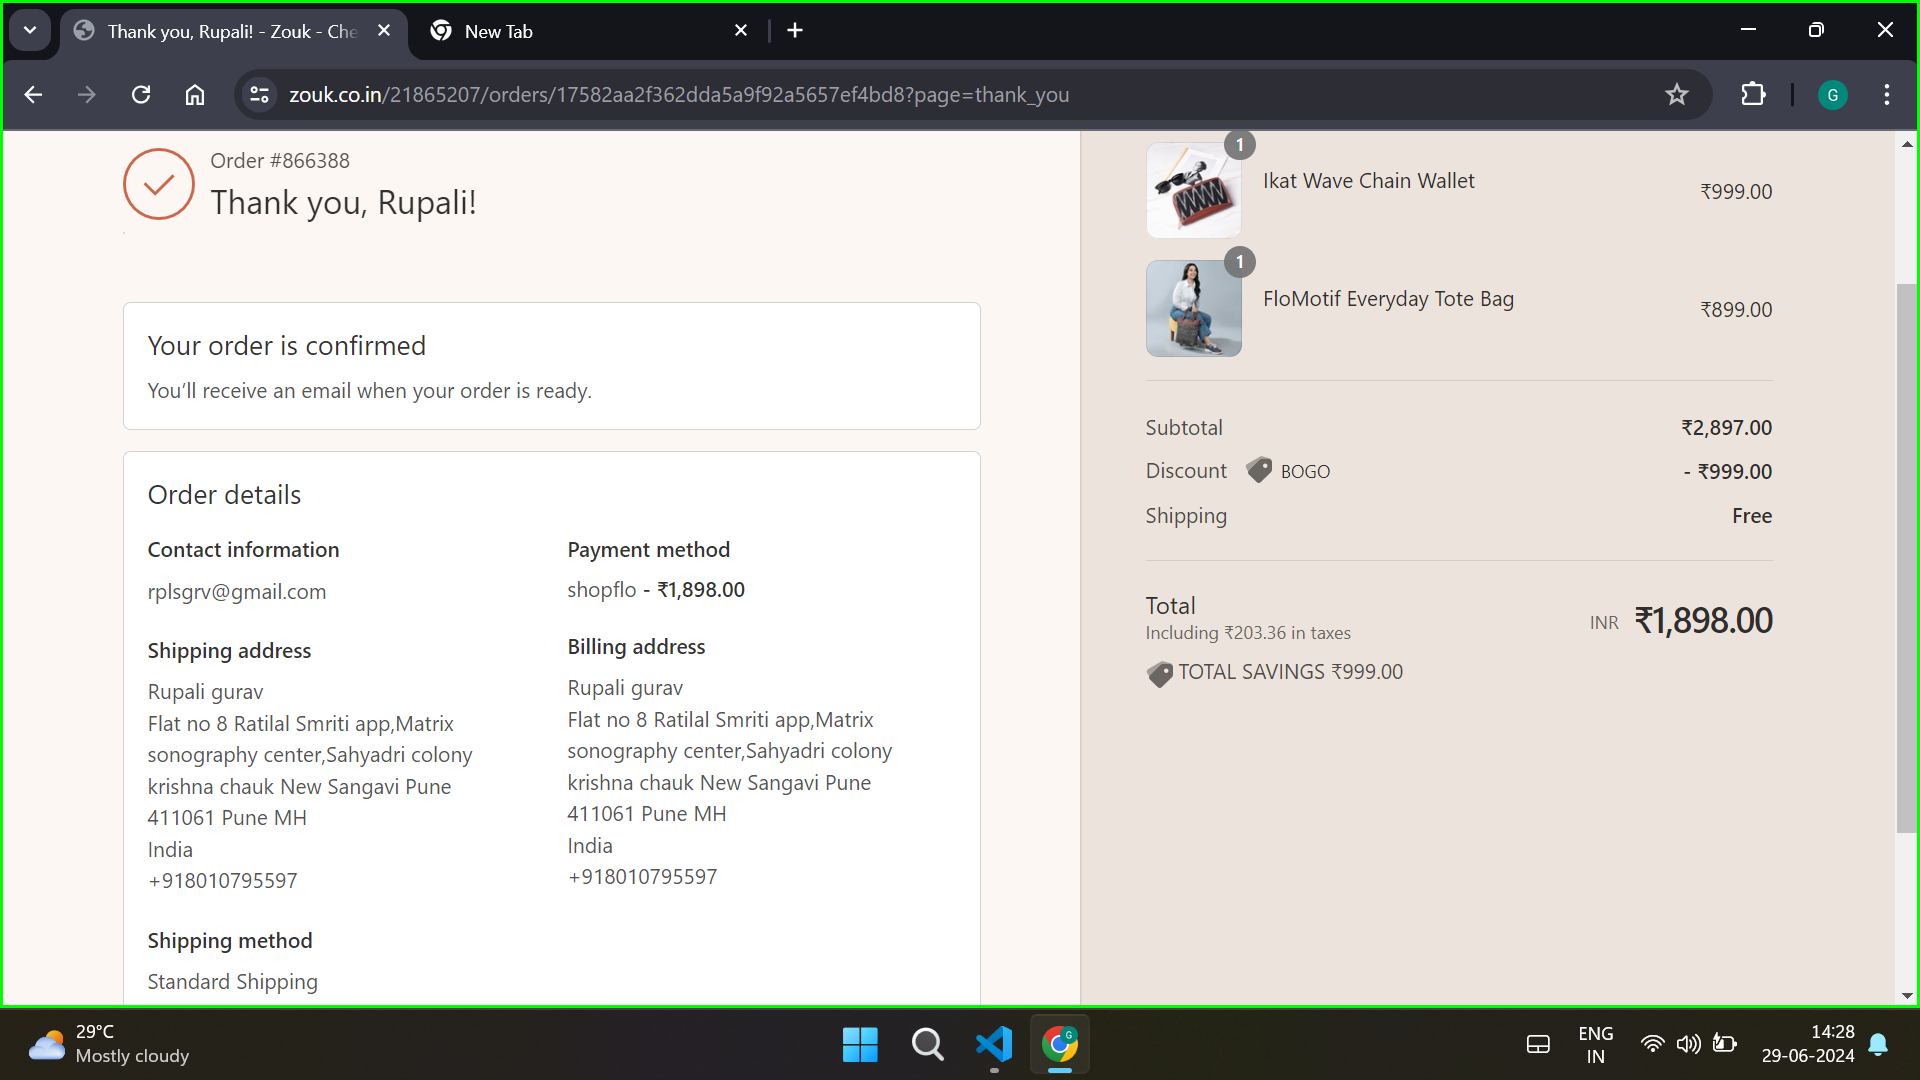 Thank you, Rupali! - Zouk - Che
New Tab
zouk.co.in/21865207/orders/17582aa2f362dda5a9f92a5657ef4bd8?page=thank_you
G
Order #866388
Thank you, Rupali!
Your order is confirmed
You’ll receive an email when your order is ready.
Order details
Contact information
rplsgrv@gmail.com
Shipping address
Rupali gurav
Flat no 8 Ratilal Smriti app,Matrix
sonography center,Sahyadri colony
krishna chauk New Sangavi Pune
411061 Pune MH
India
+918010795597
Shipping method
Standard Shipping
Payment method
shopflo - ₹1,898.00
Billing address
Rupali gurav
Flat no 8 Ratilal Smriti app,Matrix
sonography center,Sahyadri colony
krishna chauk New Sangavi Pune
411061 Pune MH
India
+918010795597
1
Ikat Wave Chain Wallet
₹999.00
1
FloMotif Everyday Tote Bag
₹899.00
Subtotal ₹2,897.00
Discount BOGO - ₹999.00
Shipping Free
Total INR ₹1,898.00
Including ₹203.36 in taxes
TOTAL SAVINGS ₹999.00
29°C
Mostly cloudy
G
ENG
IN
14:28
29-06-2024